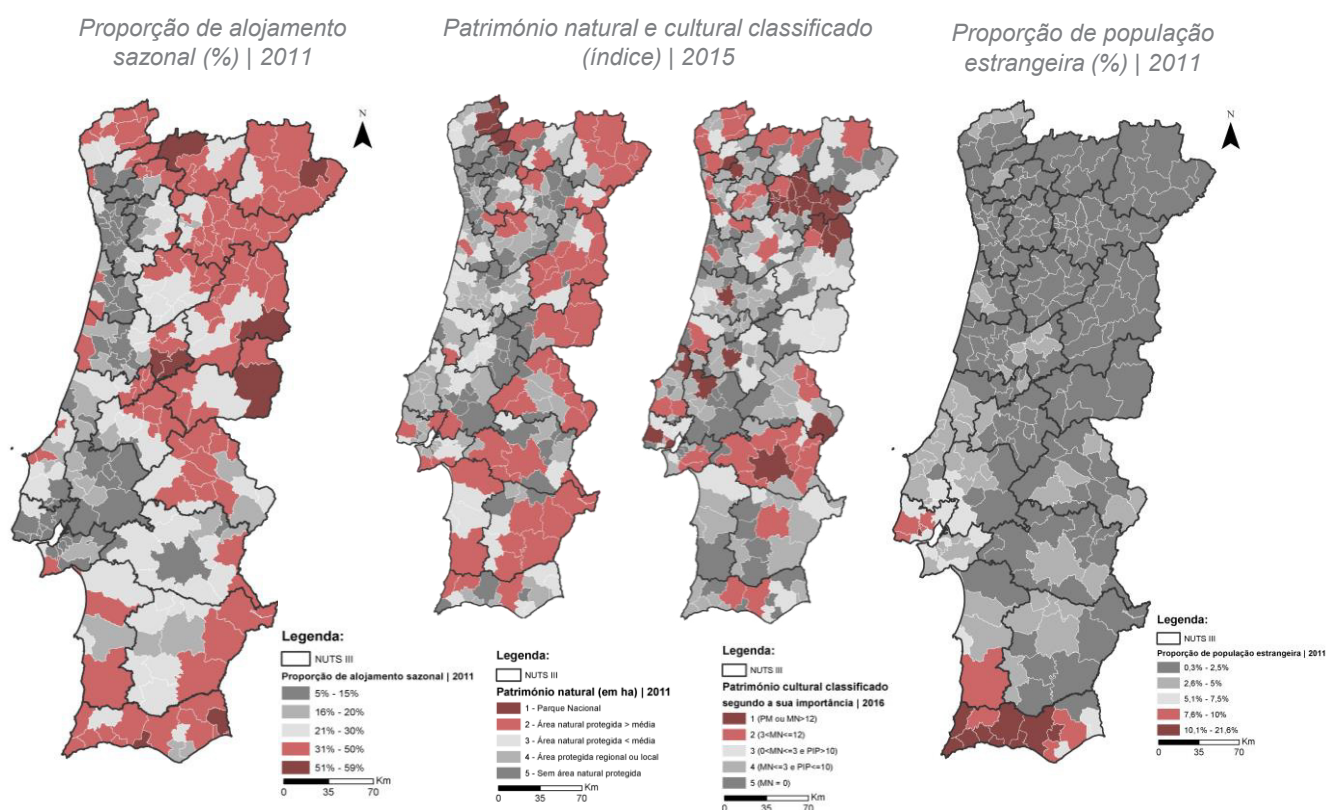 Proporção de alojamento
sazonal (%) | 2011
Património natural e cultural classificado
(índice) | 2015
Proporção de população
estrangeira (%) | 2011
N
N
Legenda:
NUTS III
Proporção de alojamento sazonal | 2011
5% - 15%
16% - 20%
21% - 30%
31% - 50%
51% - 59%
Km
0 35 70
Legenda:
NUTS III
Património natural (em ha) | 2011
1 - Parque Nacional
2 - Área natural protegida > média
3 - Área natural protegida < média
4 - Área protegida regional ou local
5 - Sem área natural protegida
Km
0 35 70
Legenda:
NUTS III
Património cultural classificado
segundo a sua importância | 2016
1 (PM ou MN>12)
2 (3<MN<=12)
3 (0<MN<=3 e PIP>10)
4 (MN<=3 e PIP<=10)
5 (MN = 0)
Km
0 35 70
Legenda:
NUTS III
Proporção de população estrangeira | 2011
0,3% - 2,5%
2,6% - 5%
5,1% - 7,5%
7,6% - 10%
10,1% - 21,6%
Km
0 35 70